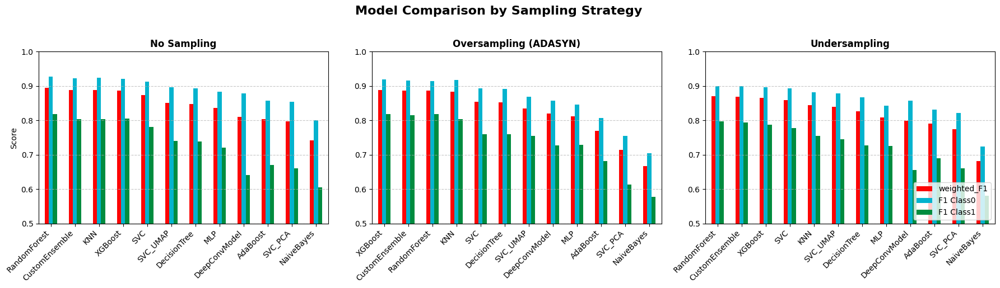 Model Comparison by Sampling Strategy
No Sampling
Score
1.0
0.9
0.8
0.7
0.6
0.5
RandomForest
CustomEnsemble
KNN
XGBoost
SVC
SVC_UMAP
DecisionTree
MLP
DeepConvModel
AdaBoost
SVC_PCA
NaiveBayes
Oversampling (ADASYN)
1.0
0.9
0.8
0.7
0.6
0.5
XGBoost
CustomEnsemble
RandomForest
KNN
SVC
DecisionTree
SVC_UMAP
DeepConvModel
MLP
AdaBoost
SVC_PCA
NaiveBayes
Undersampling
1.0
0.9
0.8
0.7
0.6
0.5
RandomForest
CustomEnsemble
XGBoost
SVC
KNN
SVC_UMAP
DecisionTree
MLP
DeepConvModel
AdaBoost
SVC_PCA
NaiveBayes
weighted_F1
F1 Class0
F1 Class1